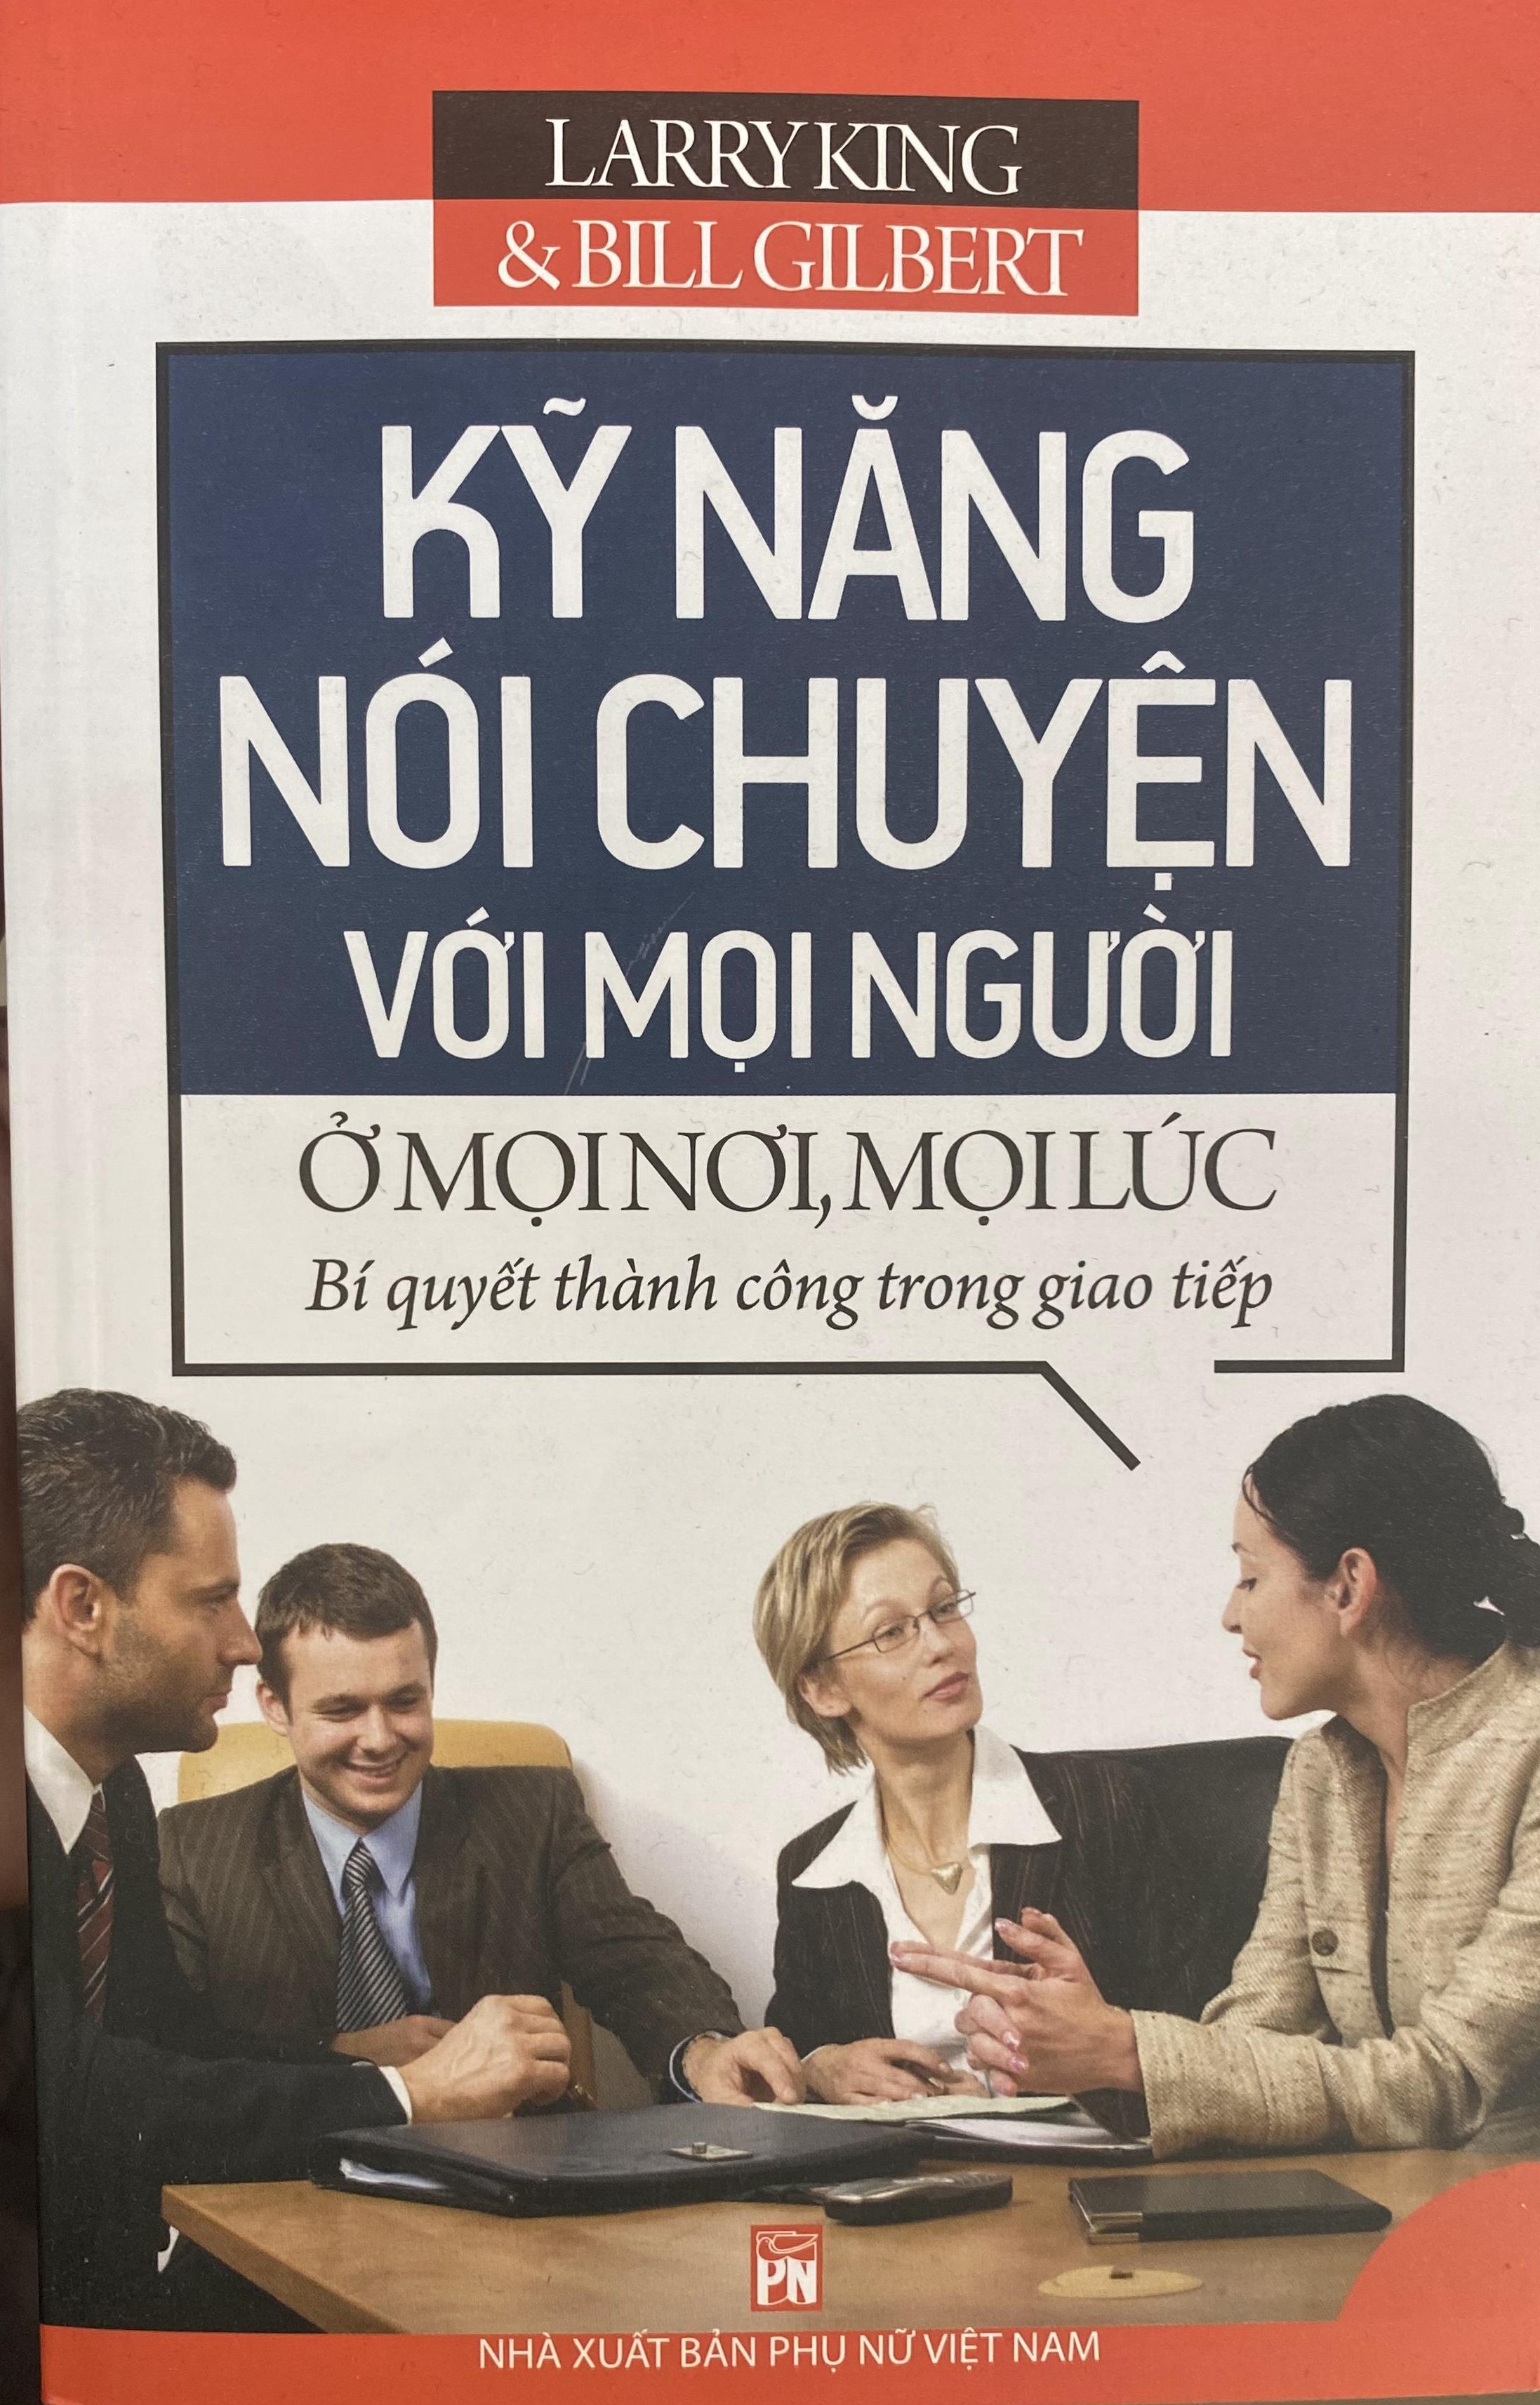 LARRY KING
& BILL GILBERT
KỸ NĂNG
NÓI CHUYỆN
VỚI MỌI NGƯỜI
Ở MỌI NƠI, MỌI LÚC
Bí quyết thành công trong giao tiếp
PN
NHÀ XUẤT BẢN PHỤ NỮ VIỆT NAM